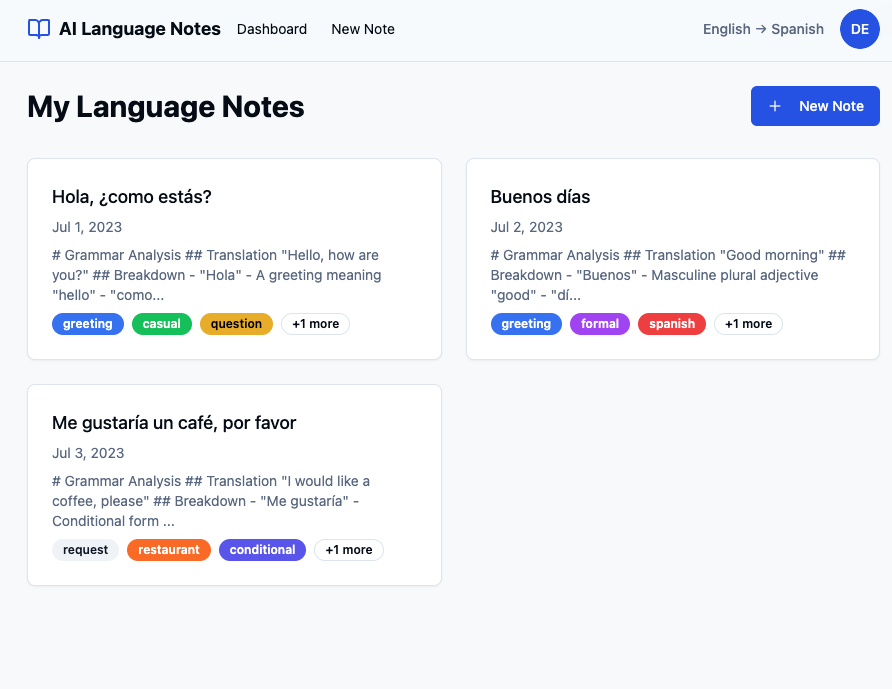 AI Language Notes Dashboard New Note English → Spanish DE
My Language Notes
+ New Note
Hola, ¿como estás?
Jul 1, 2023
# Grammar Analysis ## Translation "Hello, how are
you?" ## Breakdown - "Hola" - A greeting meaning
"hello" - "como...
greeting casual question +1 more
Buenos días
Jul 2, 2023
# Grammar Analysis ## Translation "Good morning" ##
Breakdown - "Buenos" - Masculine plural adjective
"good" - "dí...
greeting formal spanish +1 more
Me gustaría un café, por favor
Jul 3, 2023
# Grammar Analysis ## Translation "I would like a
coffee, please" ## Breakdown - "Me gustaría" -
Conditional form ...
request restaurant conditional +1 more